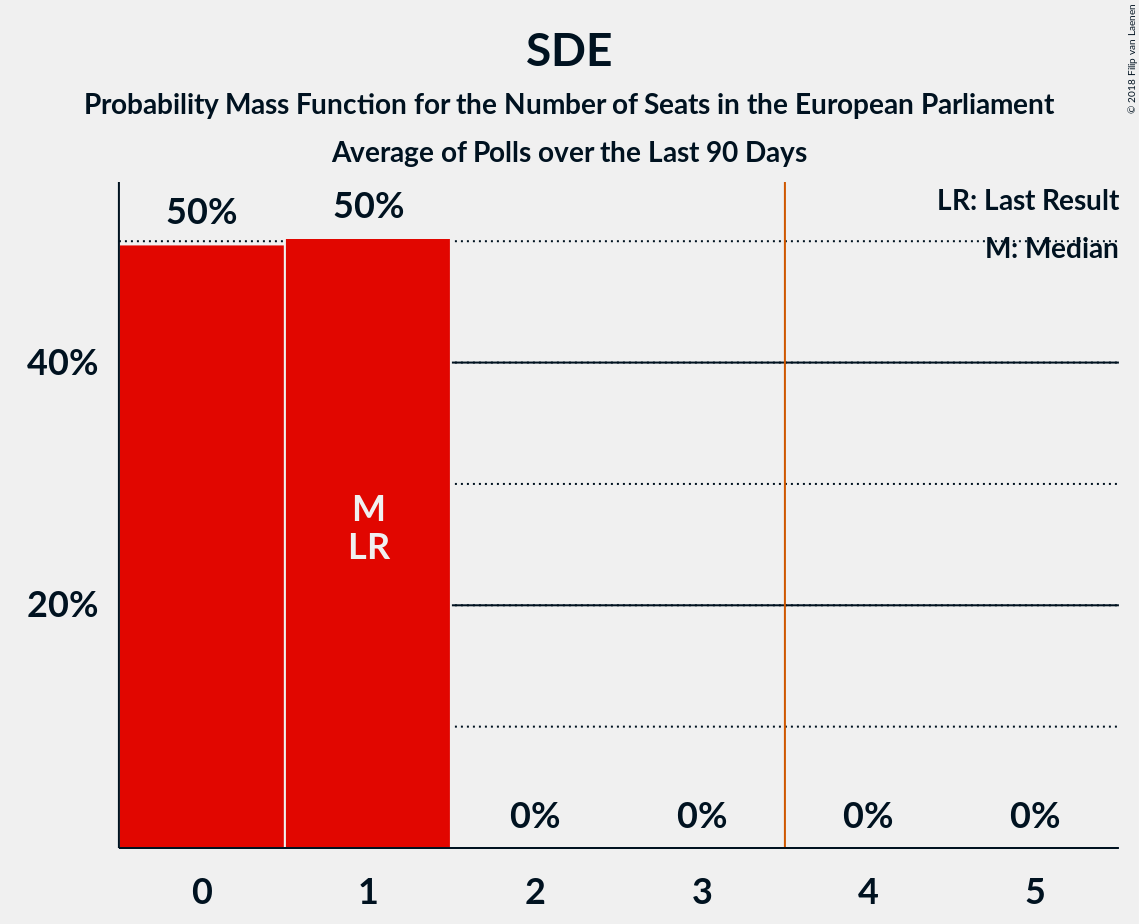 SDE
Probability Mass Function for the Number of Seats in the European Parliament
Average of Polls over the Last 90 Days
© 2018 Filip van Laenen
LR: Last Result
M: Median
50%
50%
40%
20%
M
LR
0%
0%
0%
0%
0
1
2
3
4
5